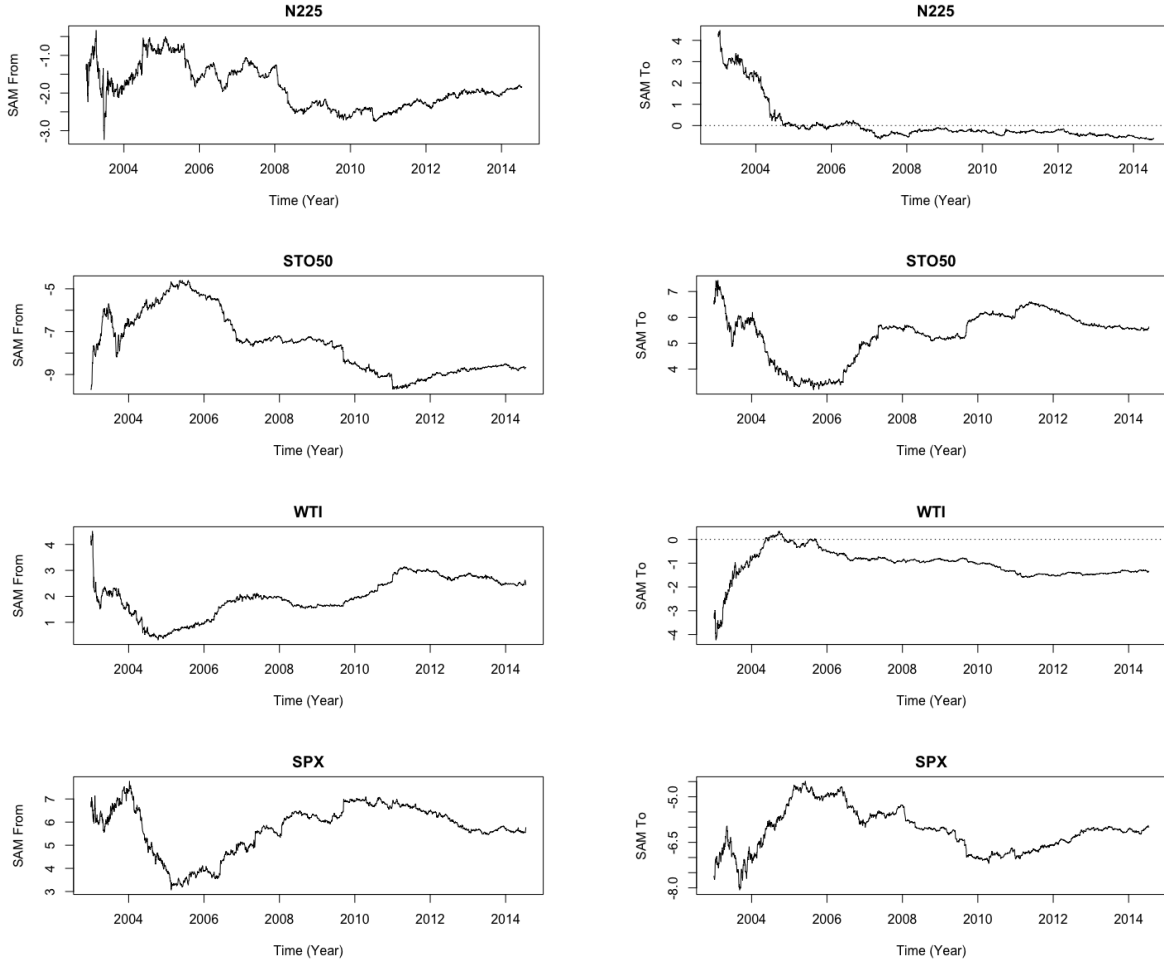 N225
SAM From
-1.0
-2.0
-3.0
2004 2006 2008 2010 2012 2014
Time (Year)
N225
SAM To
4
3
2
1
0
2004 2006 2008 2010 2012 2014
Time (Year)
STO50
SAM From
-5
-7
-9
2004 2006 2008 2010 2012 2014
Time (Year)
STO50
SAM To
7
6
5
4
2004 2006 2008 2010 2012 2014
Time (Year)
WTI
SAM From
4
3
2
1
2004 2006 2008 2010 2012 2014
Time (Year)
WTI
SAM To
0
-1
-2
-3
-4
2004 2006 2008 2010 2012 2014
Time (Year)
SPX
SAM From
7
6
5
4
3
2004 2006 2008 2010 2012 2014
Time (Year)
SPX
SAM To
-5.0
-6.5
-8.0
2004 2006 2008 2010 2012 2014
Time (Year)